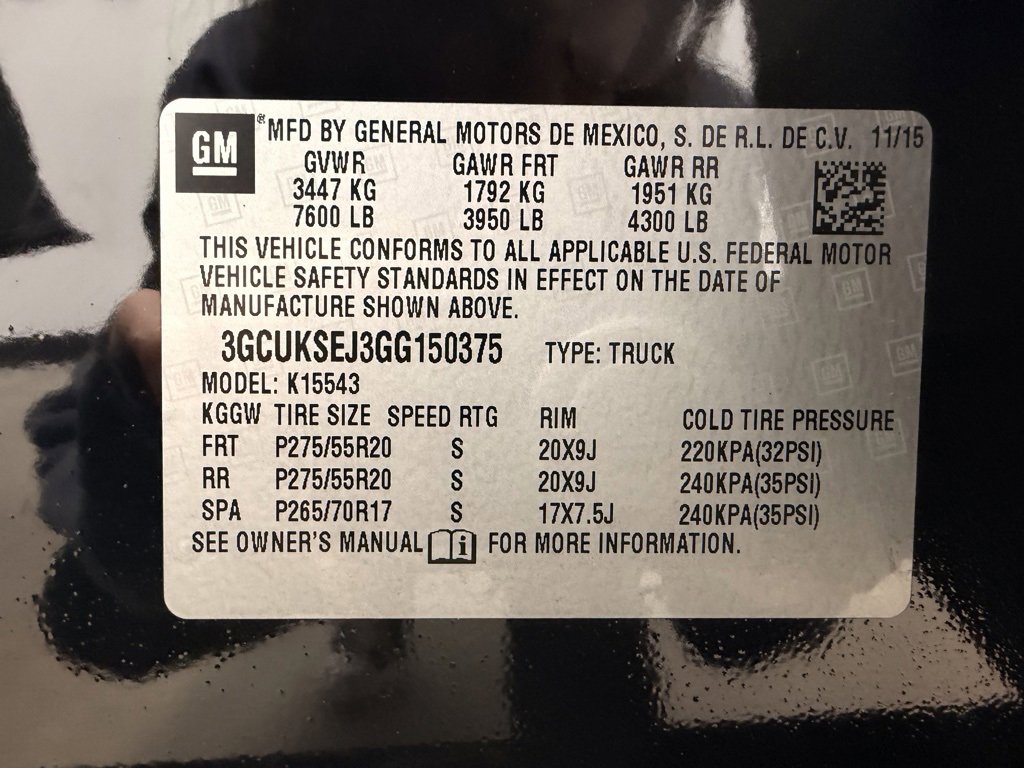 GM ® MFD BY GENERAL MOTORS DE MEXICO, S. DE R.L. DE C.V. 11/15
GVWR GAWR FRT GAWR RR
3447 KG 1792 KG 1951 KG
7600 LB 3950 LB 4300 LB
THIS VEHICLE CONFORMS TO ALL APPLICABLE U.S. FEDERAL MOTOR
VEHICLE SAFETY STANDARDS IN EFFECT ON THE DATE OF
MANUFACTURE SHOWN ABOVE.
3GCUKSEJ3GG150375 TYPE: TRUCK
MODEL: K15543
KGGW TIRE SIZE SPEED RTG RIM COLD TIRE PRESSURE
FRT P275/55R20 S 20X9J 220KPA(32PSI)
RR P275/55R20 S 20X9J 240KPA(35PSI)
SPA P265/70R17 S 17X7.5J 240KPA(35PSI)
SEE OWNER'S MANUAL i FOR MORE INFORMATION.